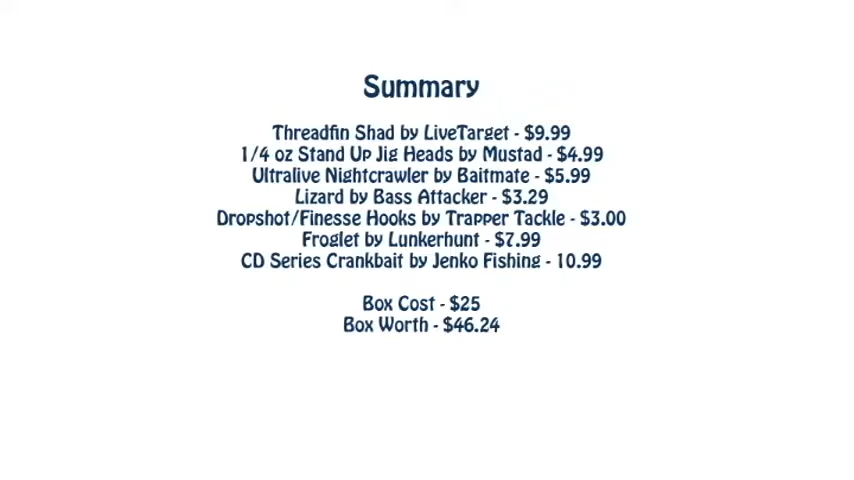 Summary
Threadfin Shad by LiveTarget - $9.99
1/4 oz Stand Up Jig Heads by Mustad - $4.99
Ultralive Nightcrawler by Baitmate - $5.99
Lizard by Bass Attacker - $3.29
Dropshot/Finesse Hooks by Trapper Tackle - $3.00
Froglet by Lunkerhunt - $7.99
CD Series Crankbait by Jenko Fishing - 10.99
Box Cost - $25
Box Worth - $46.24